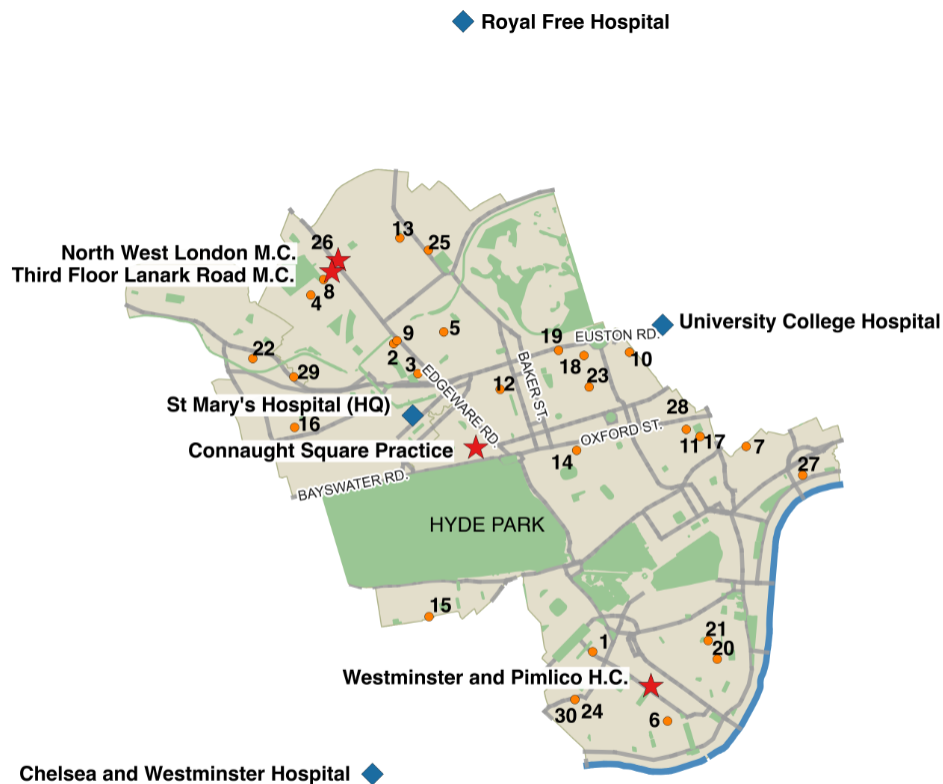 Royal Free Hospital
13
26
25
North West London M.C.
Third Floor Lanark Road M.C.
8
4
University College Hospital
9
5
19
EUSTON RD.
22
2
3
18
10
BAKER ST.
29
EDGEWARE RD.
12
23
St Mary's Hospital (HQ)
28
16
OXFORD ST.
Connaught Square Practice
11
17
7
14
27
BAYSWATER RD.
HYDE PARK
15
21
1
20
Westminster and Pimlico H.C.
30
24
6
Chelsea and Westminster Hospital